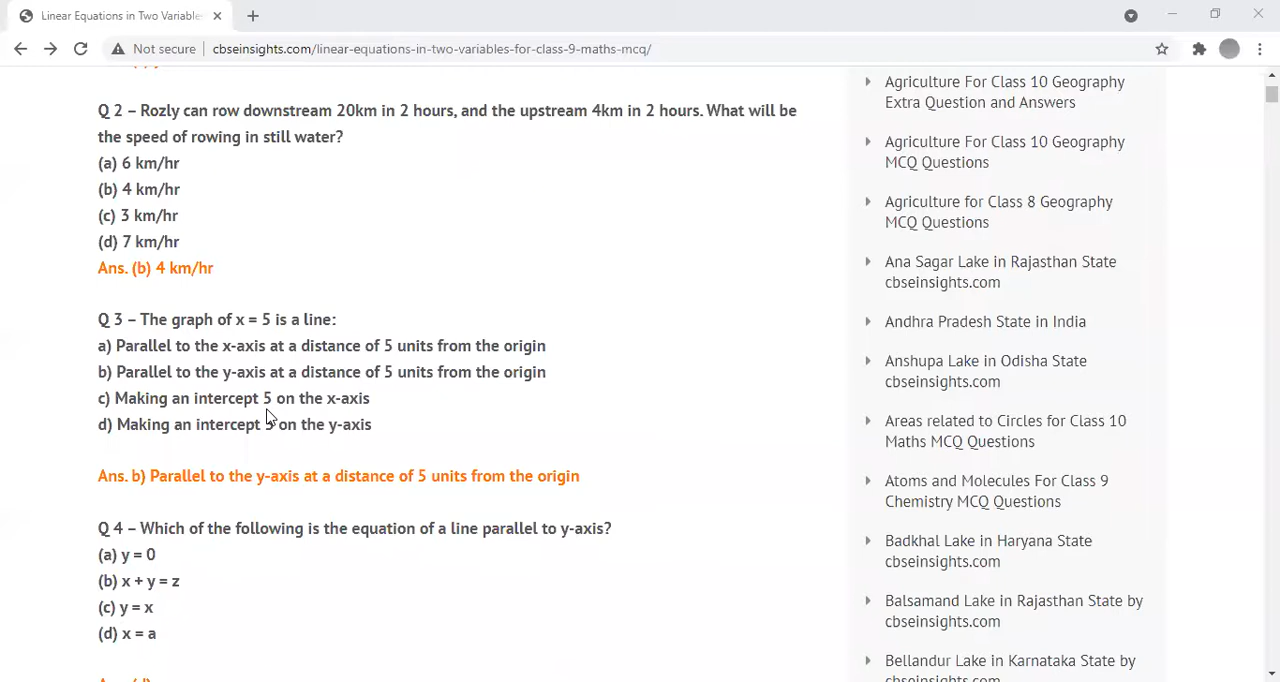 Linear Equations in Two Variable
Not secure
cbseinsights.com/linear-equations-in-two-variables-for-class-9-maths-mcq/
Q 2 – Rozly can row downstream 20km in 2 hours, and the upstream 4km in 2 hours. What will be
the speed of rowing in still water?
(a) 6 km/hr
(b) 4 km/hr
(c) 3 km/hr
(d) 7 km/hr
Ans. (b) 4 km/hr
Q 3 – The graph of x = 5 is a line:
a) Parallel to the x-axis at a distance of 5 units from the origin
b) Parallel to the y-axis at a distance of 5 units from the origin
c) Making an intercept 5 on the x-axis
d) Making an intercept 5 on the y-axis
Ans. b) Parallel to the y-axis at a distance of 5 units from the origin
Q 4 – Which of the following is the equation of a line parallel to y-axis?
(a) y = 0
(b) x + y = z
(c) y = x
(d) x = a
Agriculture For Class 10 Geography
Extra Question and Answers
Agriculture For Class 10 Geography
MCQ Questions
Agriculture for Class 8 Geography
MCQ Questions
Ana Sagar Lake in Rajasthan State
cbseinsights.com
Andhra Pradesh State in India
Anshupa Lake in Odisha State
cbseinsights.com
Areas related to Circles for Class 10
Maths MCQ Questions
Atoms and Molecules For Class 9
Chemistry MCQ Questions
Badkhal Lake in Haryana State
cbseinsights.com
Balsamand Lake in Rajasthan State by
cbseinsights.com
Bellandur Lake in Karnataka State by
cbseinsights.com